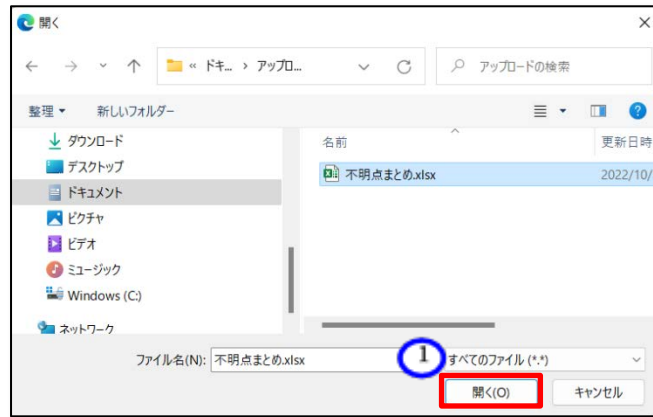 開く
« ドキ... › アップロ...
アップロードの検索
整理
新しいフォルダー
名前
更新日時
ダウンロード
デスクトップ
ドキュメント
ピクチャ
ビデオ
ミュージック
Windows (C:)
ネットワーク
不明点まとめ.xlsx
2022/10/
ファイル名(N):
不明点まとめ.xlsx
1
すべてのファイル (*.*)
開く(O)
キャンセル